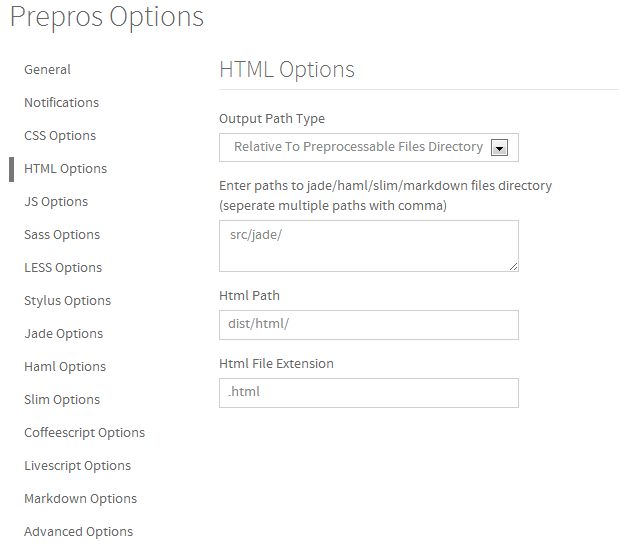 Prepros Options
General
Notifications
CSS Options
HTML Options
JS Options
Sass Options
LESS Options
Stylus Options
Jade Options
Haml Options
Slim Options
Coffeescript Options
Livescript Options
Markdown Options
Advanced Options
HTML Options
Output Path Type
Relative To Preprocessable Files Directory
Enter paths to jade/haml/slim/markdown files directory
(seperate multiple paths with comma)
src/jade/
Html Path
dist/html/
Html File Extension
.html